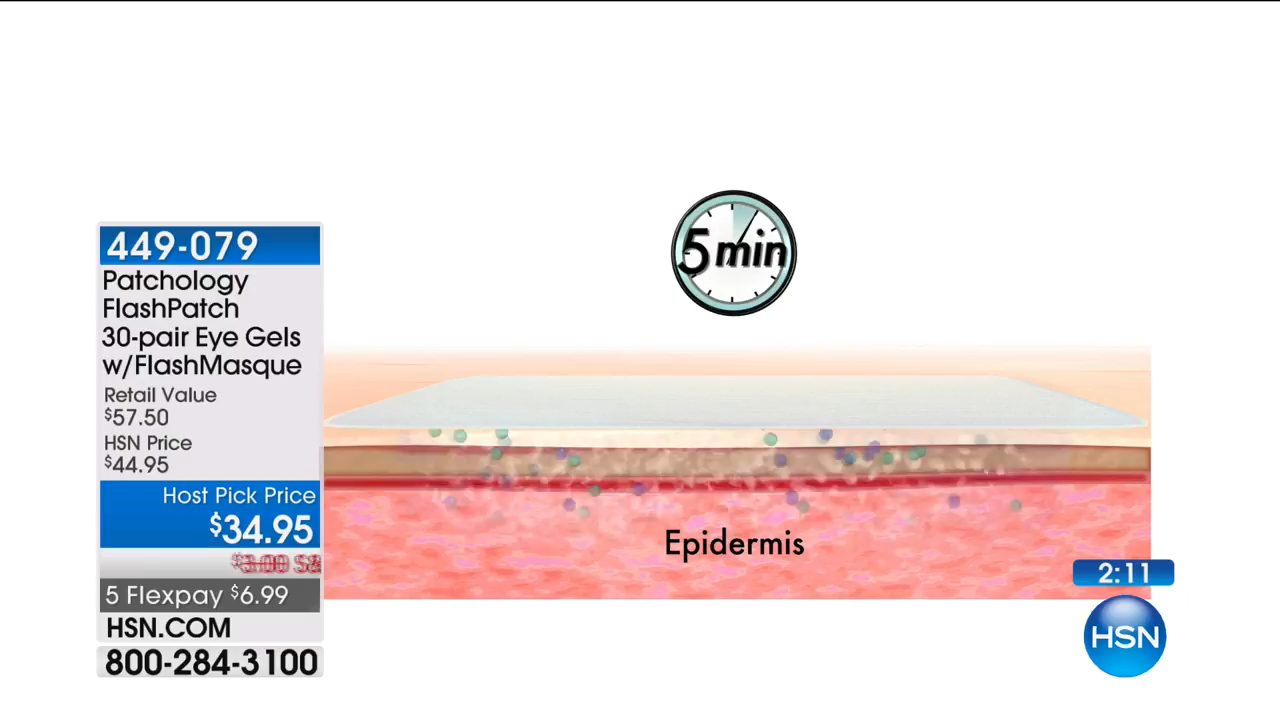 5 min
449-079
Patchology
FlashPatch
30-pair Eye Gels
w/FlashMasque
Retail Value
$57.50
HSN Price
$44.95
Host Pick Price
$34.95
5 Flexpay $6.99
HSN.COM
800-284-3100
Epidermis
2:11
HSN